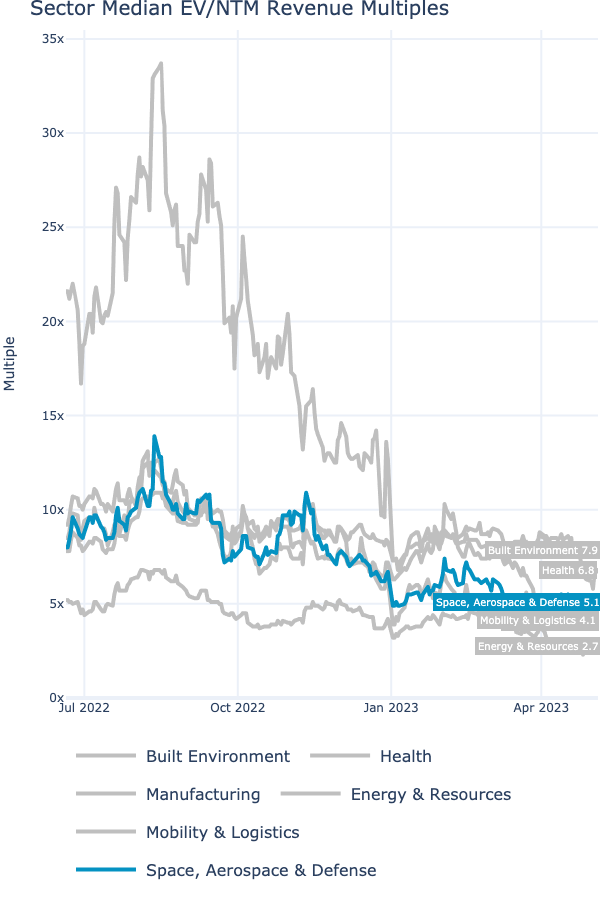 Sector Median EV/NTM Revenue Multiples
35x
30x
25x
20x
15x
10x
5x
0x
Multiple
Built Environment 7.9
Health 6.8
Space, Aerospace & Defense 5.1
Mobility & Logistics 4.1
Energy & Resources 2.7
Jul 2022
Oct 2022
Jan 2023
Apr 2023
Built Environment
Health
Manufacturing
Energy & Resources
Mobility & Logistics
Space, Aerospace & Defense